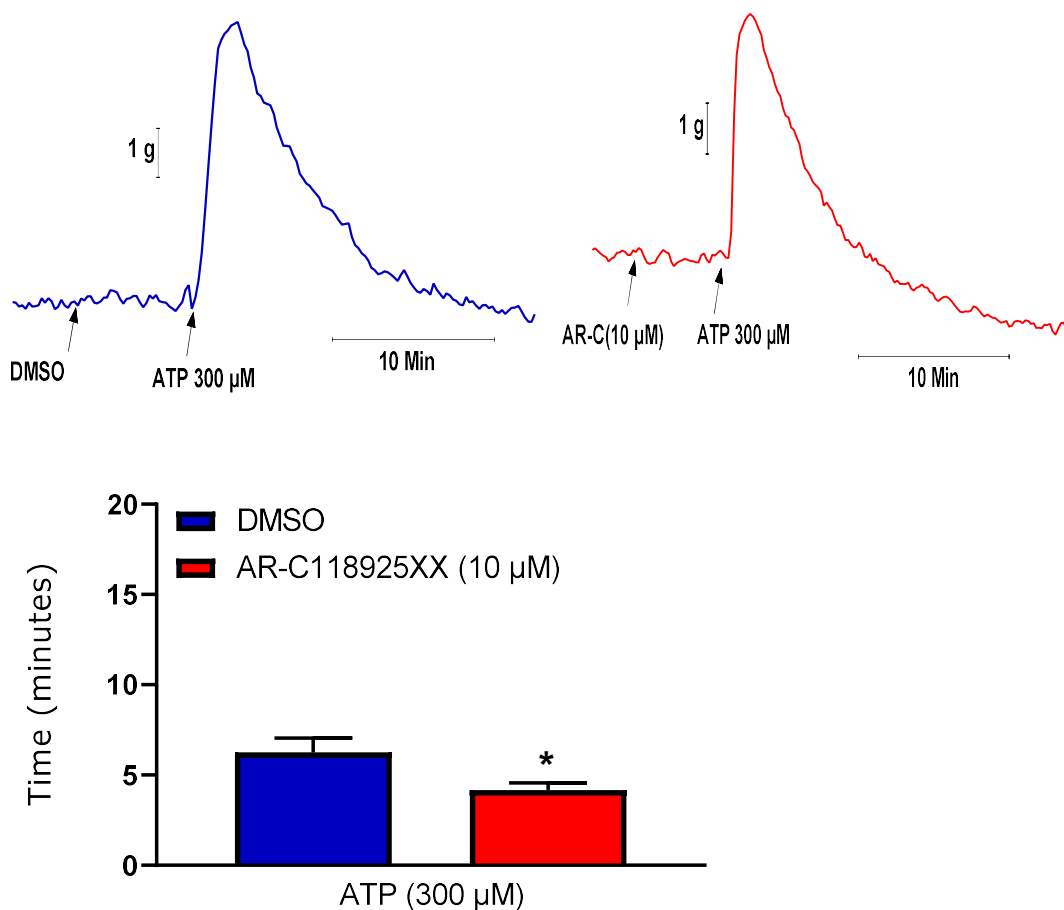 1 g
DMSO
ATP 300 µM
10 Min
1 g
AR-C(10 µM)
ATP 300 µM
10 Min
20
15
10
5
0
Time (minutes)
DMSO
AR-C118925XX (10 µM)
*
ATP (300 µM)